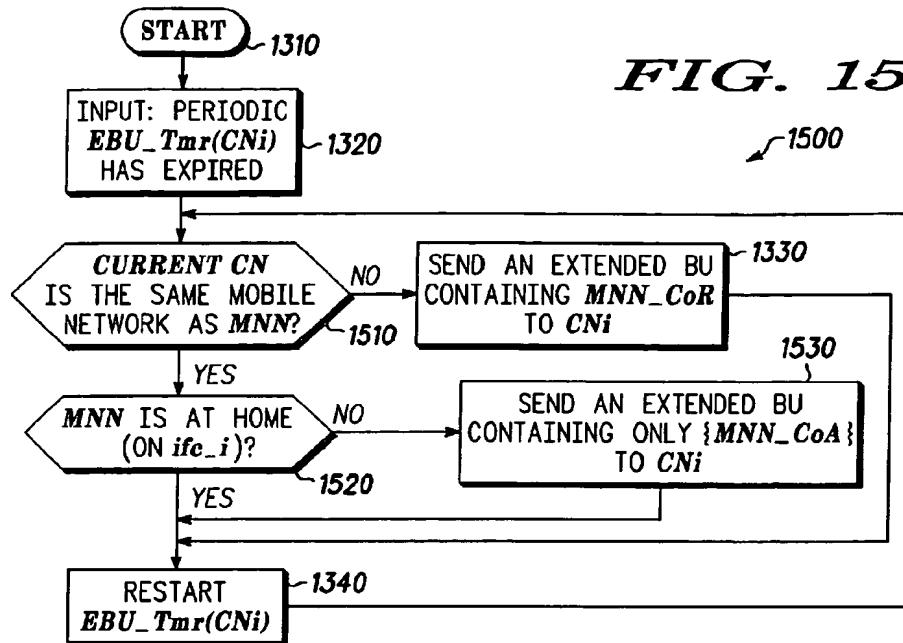 START
1310
FIG. 15
INPUT: PERIODIC
EBU_Tmr(CNi)
HAS EXPIRED
1320
1500
CURRENT CN
IS THE SAME MOBILE
NETWORK AS MNN?
1510
NO
SEND AN EXTENDED BU
CONTAINING MNN_CoR
TO CNi
1330
YES
MNN IS AT HOME
(ON ifc_i)?
1520
NO
SEND AN EXTENDED BU
CONTAINING ONLY {MNN_CoA}
TO CNi
1530
YES
RESTART
EBU_Tmr(CNi)
1340